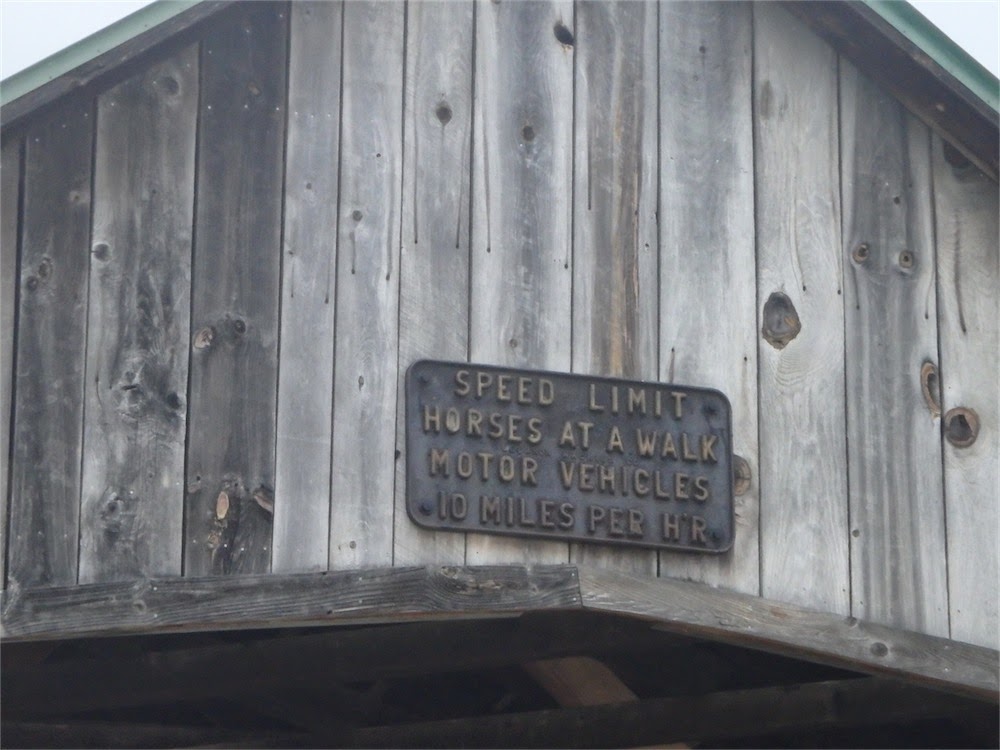 SPEED LIMIT
HORSES AT A WALK
MOTOR VEHICLES
10 MILES PER H'R